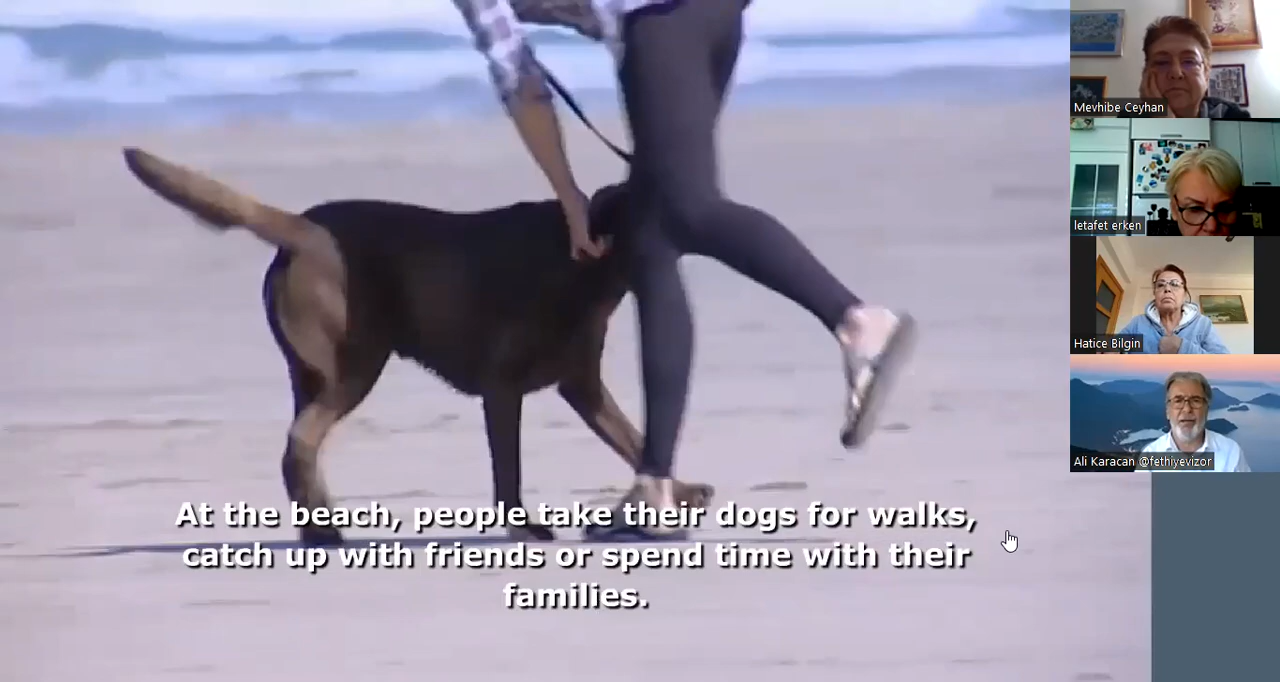 Mevhibe Ceyhan
letafet erken
Hatice Bilgin
Ali Karacan @fethiyevizor
At the beach, people take their dogs for walks,
catch up with friends or spend time with their
families.